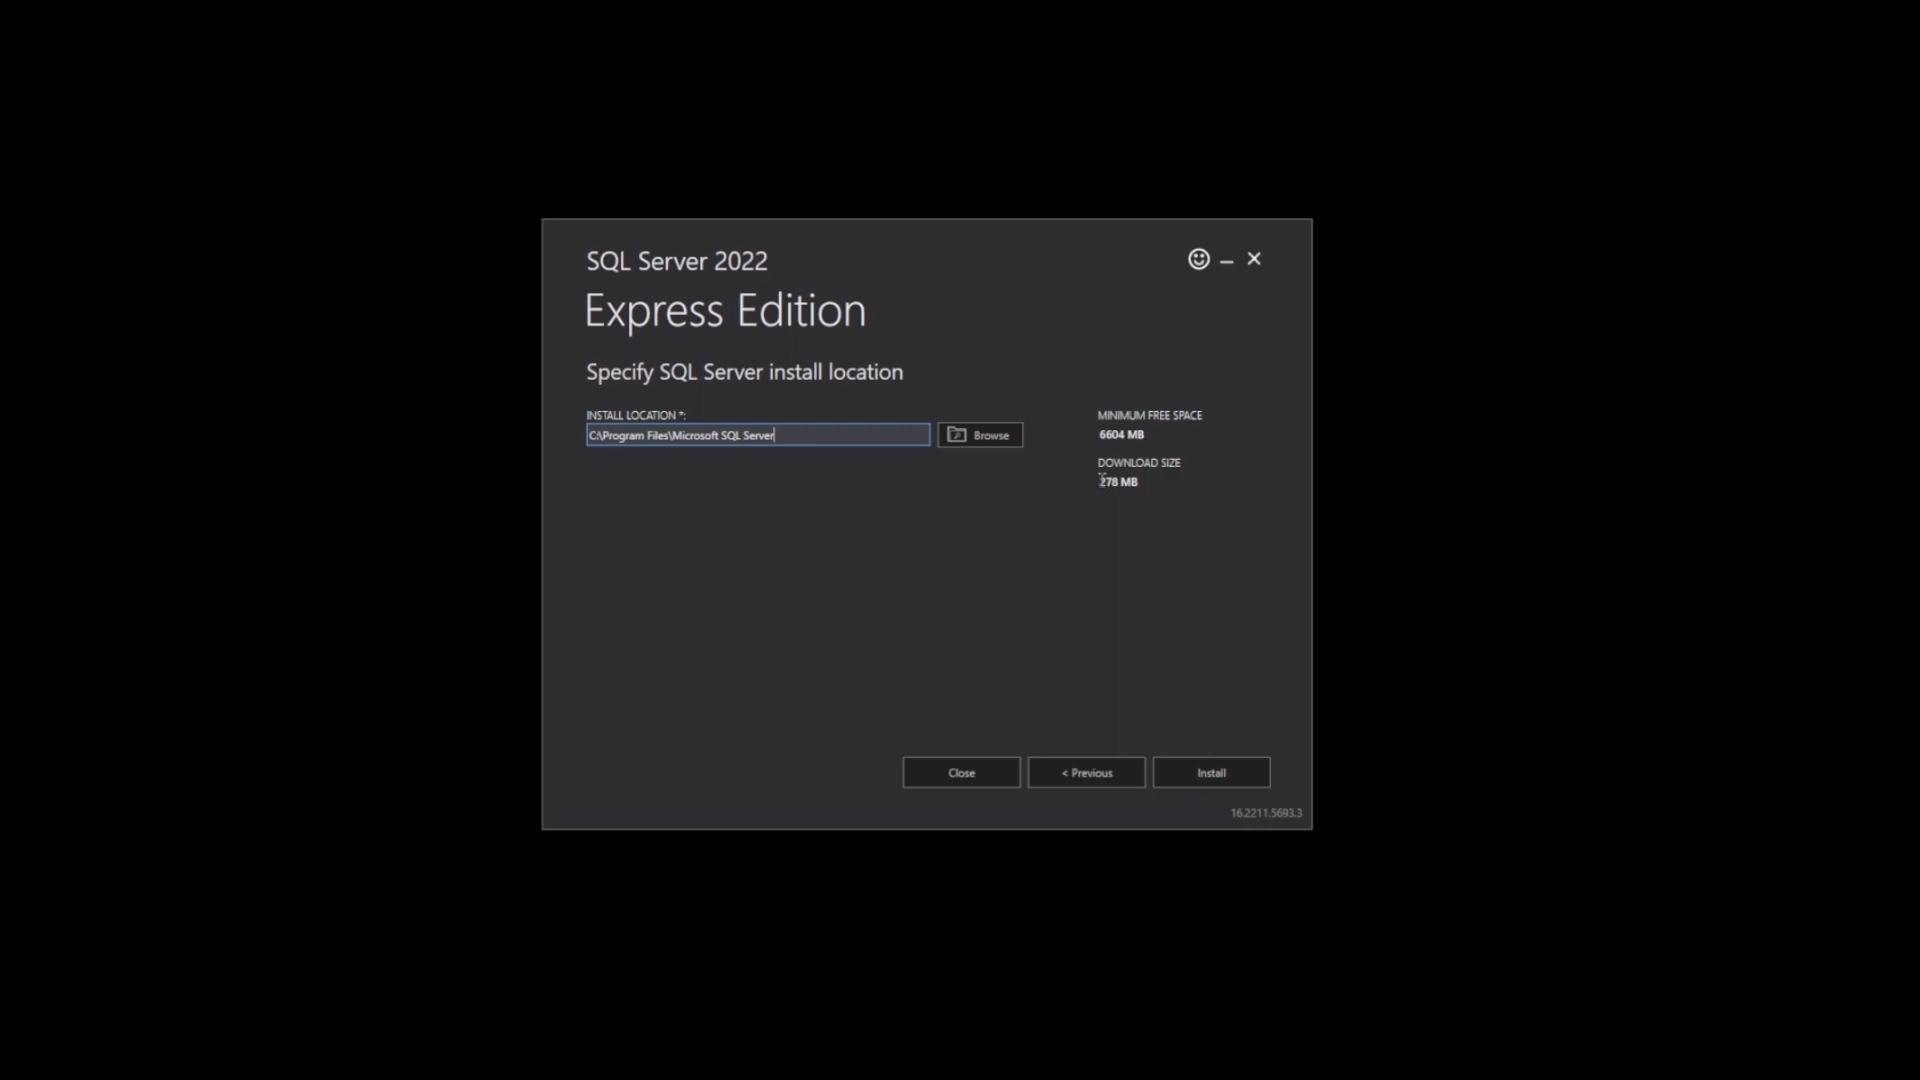 SQL Server 2022
Express Edition
Specify SQL Server install location
INSTALL LOCATION *:
C:\Program Files\Microsoft SQL Server
Browse
MINIMUM FREE SPACE
6604 MB
DOWNLOAD SIZE
278 MB
Close
< Previous
Install
16.2211.5693.3